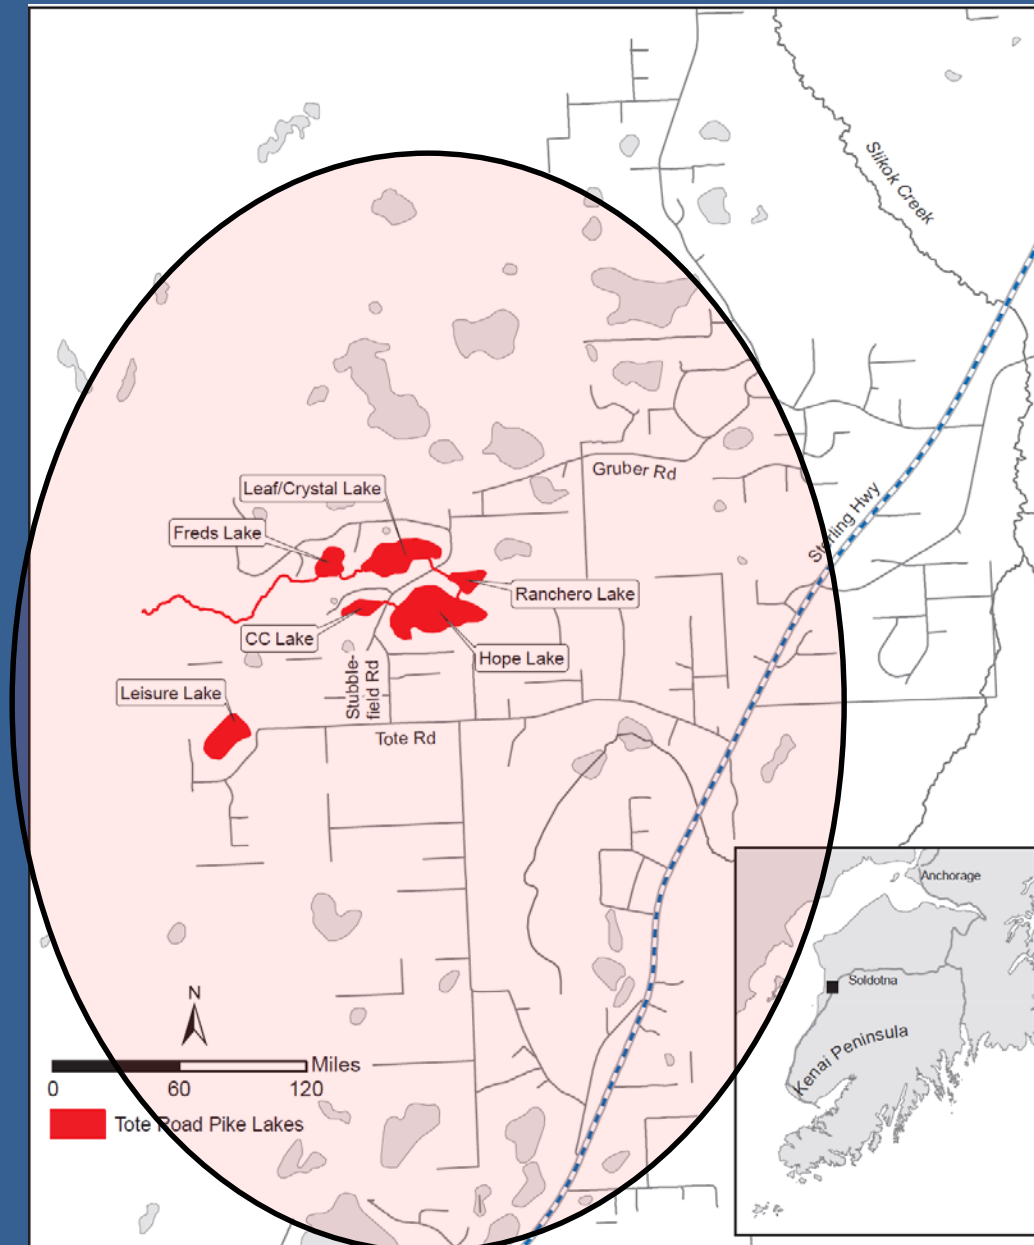 Slikok Creek
Gruber Rd
Leaf/Crystal Lake
Freds Lake
Sterling Hwy
Ranchero Lake
CC Lake
Hope Lake
Stubble-
field Rd
Leisure Lake
Tote Rd
Anchorage
Soldotna
Kenai Peninsula
N
Miles
0 60 120
Tote Road Pike Lakes